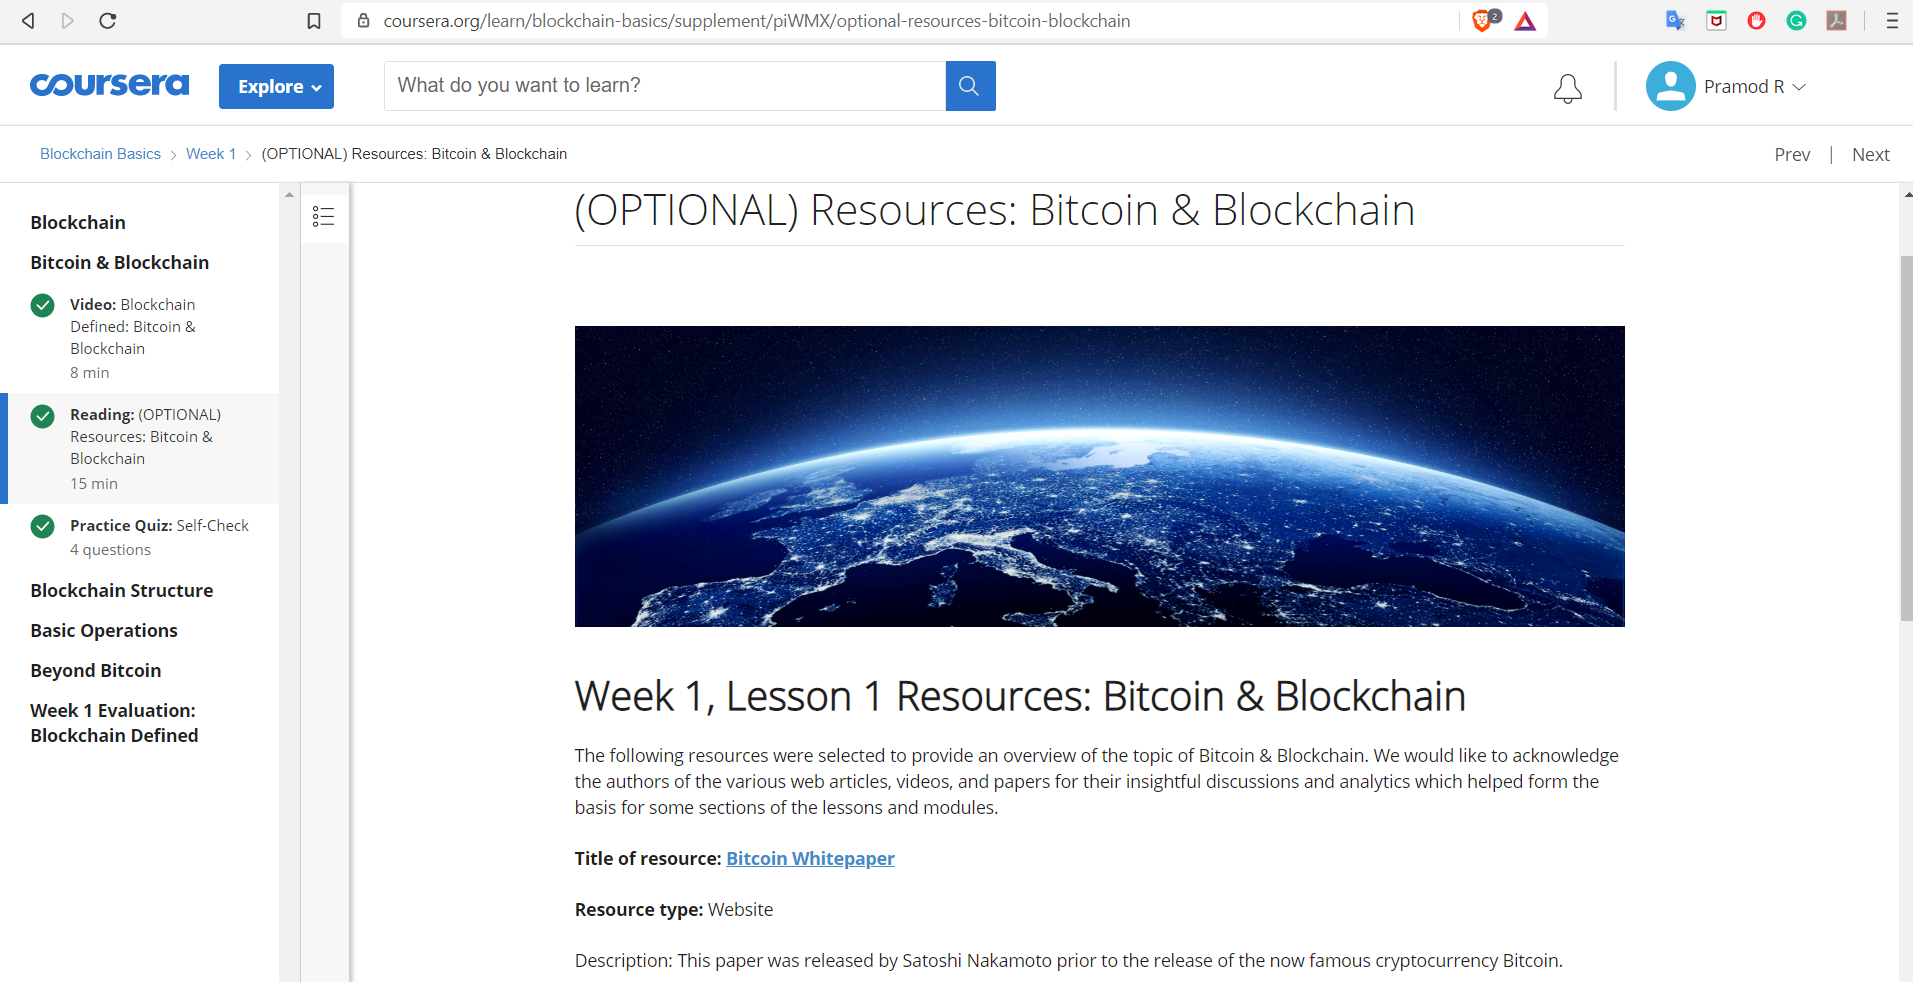 coursera.org/learn/blockchain-basics/supplement/piWMX/optional-resources-bitcoin-blockchain
2
coursera
Explore
What do you want to learn?
Pramod R
Blockchain Basics > Week 1 > (OPTIONAL) Resources: Bitcoin & Blockchain
Prev | Next
Blockchain
Bitcoin & Blockchain
Video: Blockchain
Defined: Bitcoin &
Blockchain
8 min
Reading: (OPTIONAL)
Resources: Bitcoin &
Blockchain
15 min
Practice Quiz: Self-Check
4 questions
Blockchain Structure
Basic Operations
Beyond Bitcoin
Week 1 Evaluation:
Blockchain Defined
(OPTIONAL) Resources: Bitcoin & Blockchain
Week 1, Lesson 1 Resources: Bitcoin & Blockchain
The following resources were selected to provide an overview of the topic of Bitcoin & Blockchain. We would like to acknowledge
the authors of the various web articles, videos, and papers for their insightful discussions and analytics which helped form the
basis for some sections of the lessons and modules.
Title of resource: Bitcoin Whitepaper
Resource type: Website
Description: This paper was released by Satoshi Nakamoto prior to the release of the now famous cryptocurrency Bitcoin.